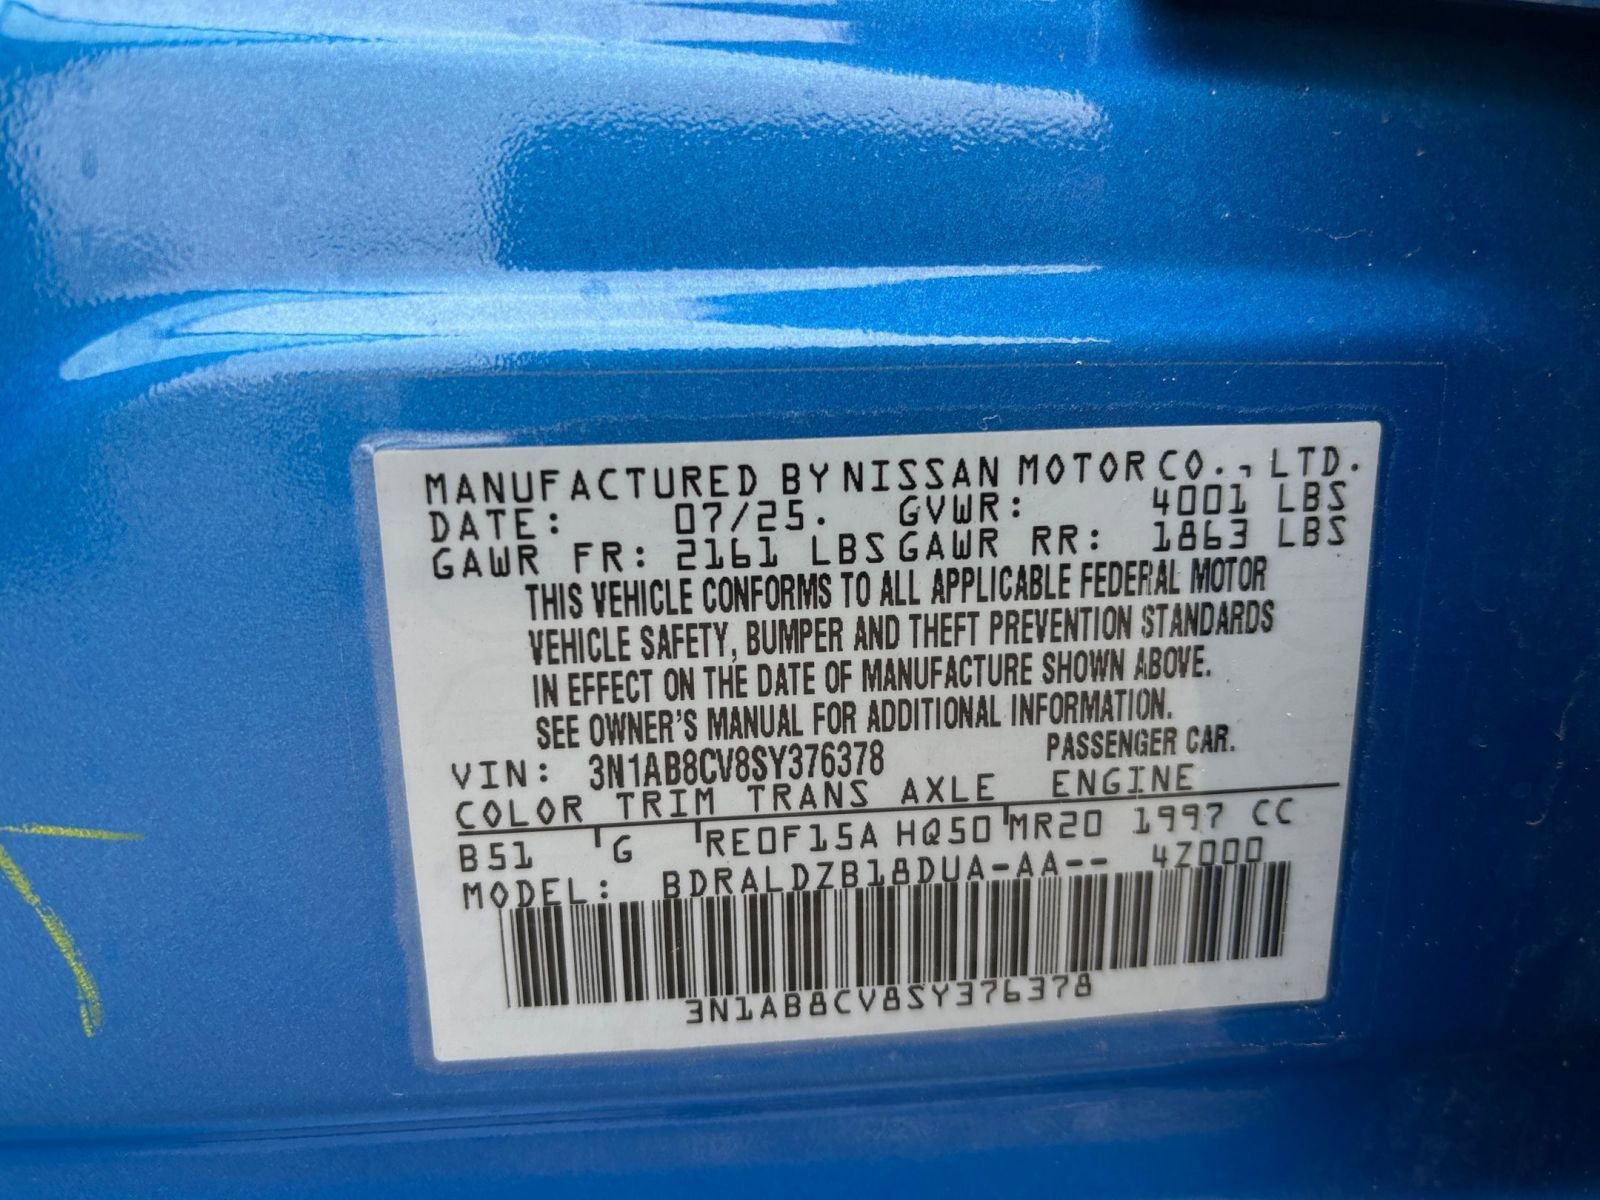 MANUFACTURED BY NISSAN MOTOR CO., LTD.
DATE: 07/25. GVWR: 4001 LBS
GAWR FR: 2161 LBS GAWR RR: 1863 LBS
THIS VEHICLE CONFORMS TO ALL APPLICABLE FEDERAL MOTOR
VEHICLE SAFETY, BUMPER AND THEFT PREVENTION STANDARDS
IN EFFECT ON THE DATE OF MANUFACTURE SHOWN ABOVE.
SEE OWNER'S MANUAL FOR ADDITIONAL INFORMATION.
VIN: 3N1AB8CV8SY376378 PASSENGER CAR.
COLOR TRIM TRANS AXLE ENGINE
B51 G RE0F15A HQ50 MR20 1997 CC
MODEL: BDRALDZB18DUA-AA-- 4Z000
3N1AB8CV8SY376378